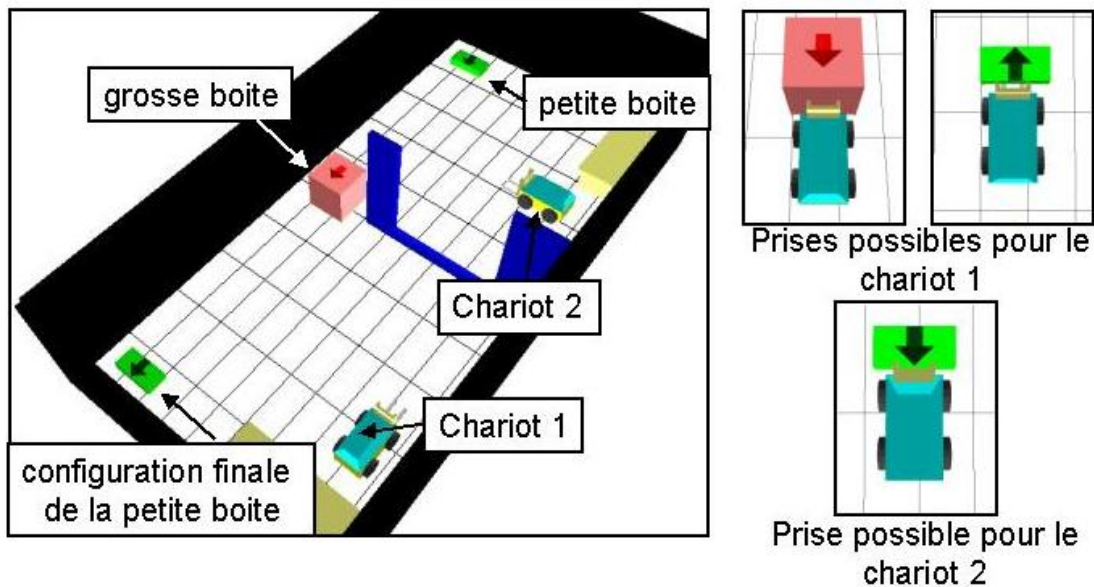 grosse boite
petite boite
Chariot 2
Chariot 1
configuration finale
de la petite boite
Prises possibles pour le
chariot 1
Prise possible pour le
chariot 2